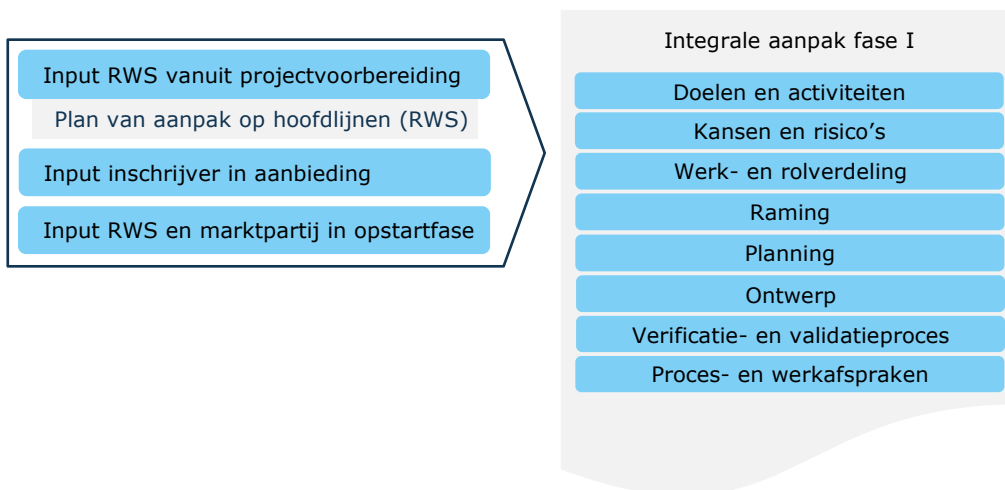 Input RWS vanuit projectvoorbereiding
Plan van aanpak op hoofdlijnen (RWS)
Input inschrijver in aanbieding
Input RWS en marktpartij in opstartfase
Integrale aanpak fase I
Doelen en activiteiten
Kansen en risico’s
Werk- en rolverdeling
Raming
Planning
Ontwerp
Verificatie- en validatieproces
Proces- en werkafspraken